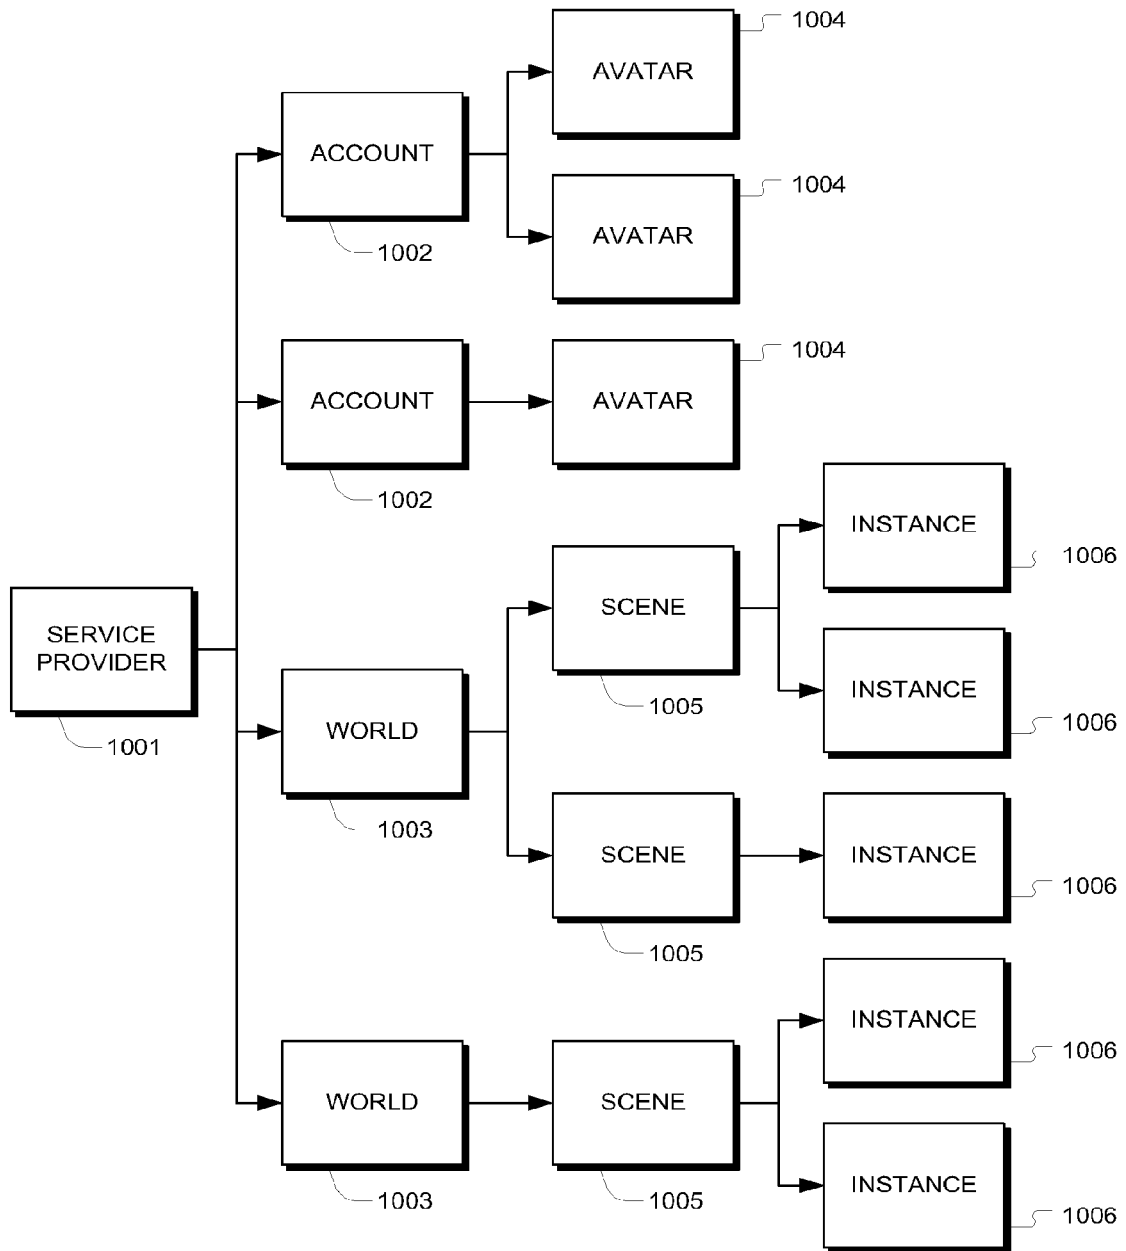 1004
AVATAR
ACCOUNT
1004
1002
AVATAR
1004
ACCOUNT
AVATAR
1002
INSTANCE
1006
SERVICE
PROVIDER
SCENE
1001
1005
INSTANCE
1006
WORLD
1003
SCENE
INSTANCE
1006
1005
INSTANCE
1006
WORLD
SCENE
1003
1005
INSTANCE
1006